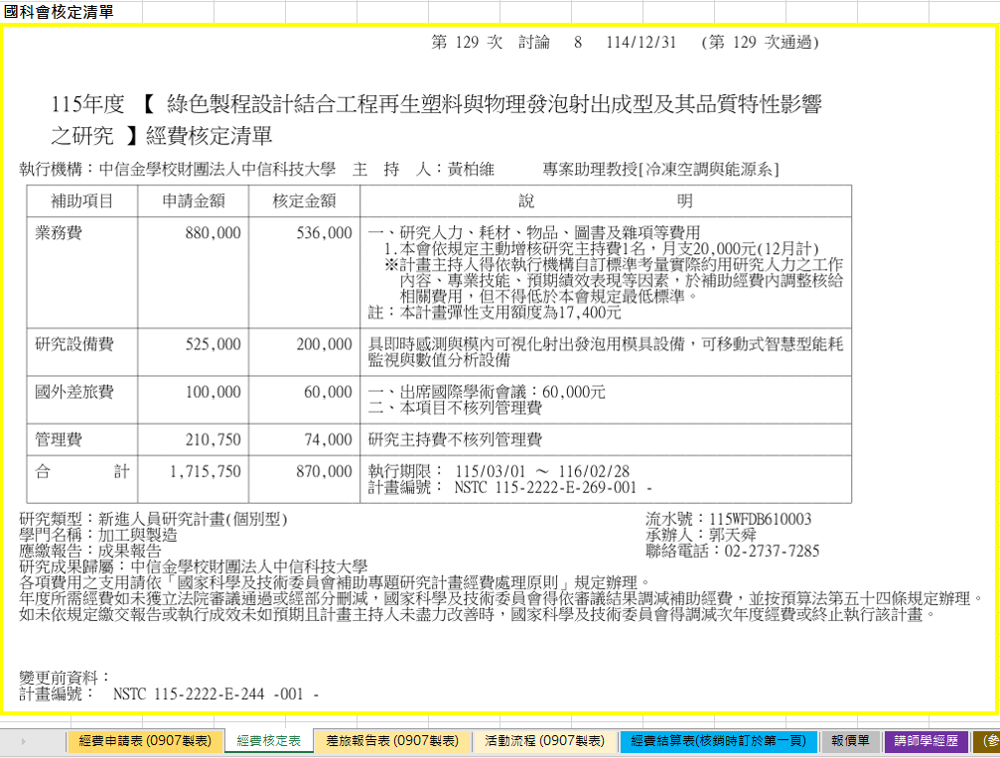 國科會核定清單
第 129 次 討論 8 114/12/31 (第 129 次通過)
115年度 【 綠色製程設計結合工程再生塑料與物理發泡射出成型及其品質特性影響
之研究 】經費核定清單
執行機構：中信金學校財團法人中信科技大學 主 持 人：黃柏維 專案助理教授[冷凍空調與能源系]
補助項目 申請金額 核定金額 說 明
業務費 880,000 536,000 一、研究人力、耗材、物品、圖書及雜項等費用
1.本會依規定主動增核研究主持費1名，月支20,000元(12月計)
※計畫主持人得依執行機構自訂標準考量實際約用研究人力之工作
內容、專業技能、預期績效表現等因素，於補助經費內調整核給
相關費用，但不得低於本會規定最低標準。
註：本計畫彈性支用額度為17,400元
研究設備費 525,000 200,000 具即時感測與模內可視化射出發泡用模具設備，可移動式智慧型能耗
監視與數值分析設備
國外差旅費 100,000 60,000 一、出席國際學術會議：60,000元
二、本項目不核列管理費
管理費 210,750 74,000 研究主持費不核列管理費
合 計 1,715,750 870,000 執行期限： 115/03/01 ～ 116/02/28
計畫編號： NSTC 115-2222-E-269-001 -
研究類型：新進人員研究計畫(個別型) 流水號：115WFDB610003
學門名稱：加工與製造 承辦人：郭天舜
應繳報告：成果報告 聯絡電話：02-2737-7285
研究成果歸屬：中信金學校財團法人中信科技大學
各項費用之支用請依「國家科學及技術委員會補助專題研究計畫經費處理原則」規定辦理。
年度所需經費如未獲立法院審議通過或經部分刪減，國家科學及技術委員會得依審議結果調減補助經費，並按預算法第五十四條規定辦理。
如未依規定繳交報告或執行成效未如預期且計畫主持人未盡力改善時，國家科學及技術委員會得調減次年度經費或終止執行該計畫。
變更前資料：
計畫編號： NSTC 115-2222-E-244 -001 -
經費申請表(0907製表) 經費核定表 差旅報告表(0907製表) 活動流程(0907製表) 經費結算表(核銷時訂於第一頁) 報價單 講師學經歷 (參